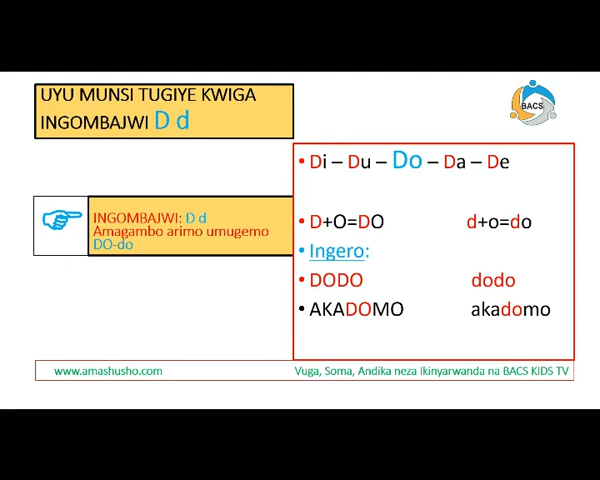 UYU MUNSI TUGIYE KWIGA
INGOMBAJWI D d
BACS
• Di – Du – Do – Da – De
INGOMBAJWI: D d
Amagambo arimo umugemo
DO-do
• D+O=DO d+o=do
• Ingero:
• DODO dodo
• AKADOMO akadomo
www.amashusho.com Vuga, Soma, Andika neza Ikinyarwanda na BACS KIDS TV